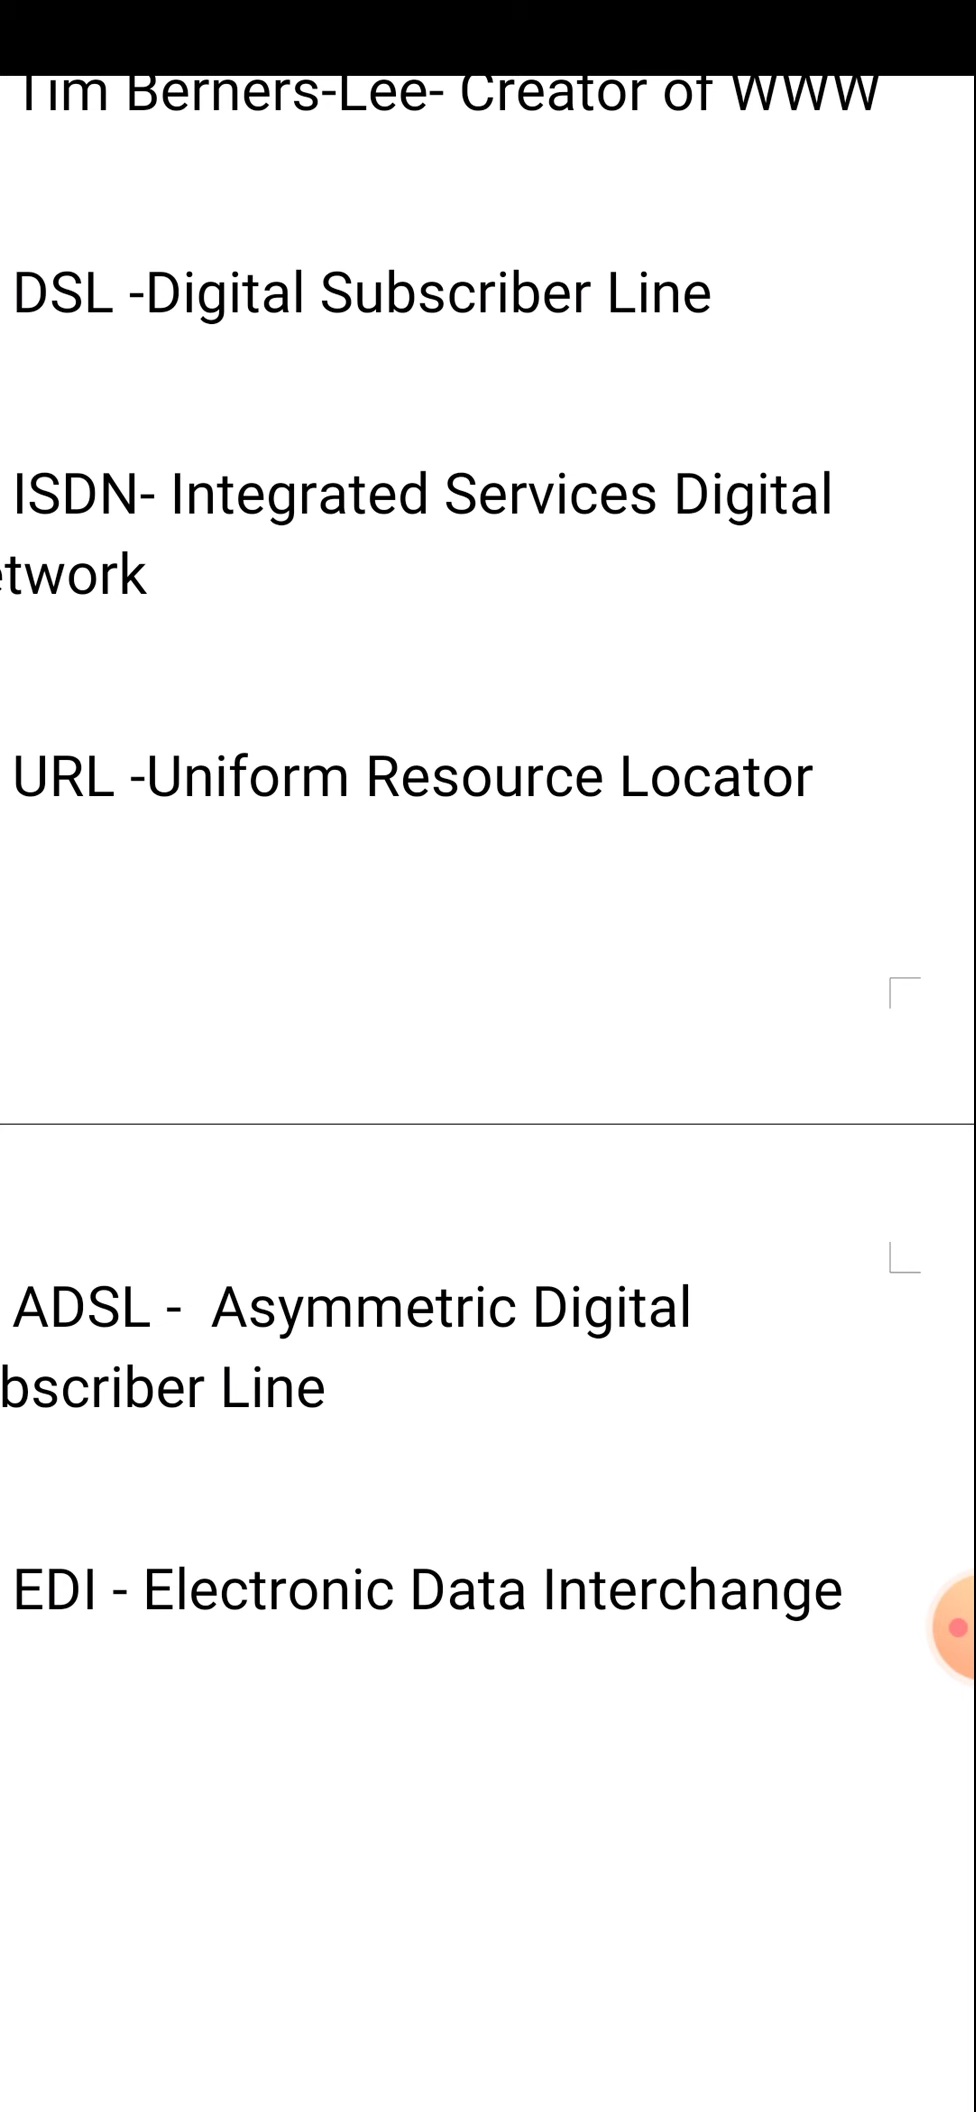 Tim Berners-Lee- Creator of WWW
DSL -Digital Subscriber Line
ISDN- Integrated Services Digital
etwork
URL -Uniform Resource Locator
ADSL -  Asymmetric Digital
bscriber Line
EDI - Electronic Data Interchange